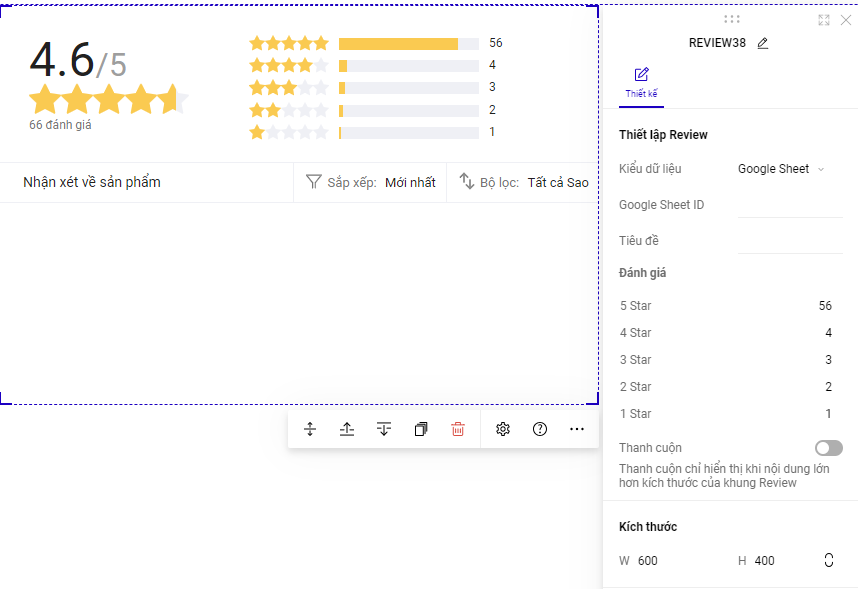 4.6/5
66 đánh giá
56
4
3
2
1
Nhận xét về sản phẩm
Sắp xếp: Mới nhất
Bộ lọc: Tất cả Sao
REVIEW38
Thiết kế
Thiết lập Review
Kiểu dữ liệu Google Sheet
Google Sheet ID
Tiêu đề
Đánh giá
5 Star 56
4 Star 4
3 Star 3
2 Star 2
1 Star 1
Thanh cuộn
Thanh cuộn chỉ hiển thị khi nội dung lớn
hơn kích thước của khung Review
Kích thước
W 600 H 400